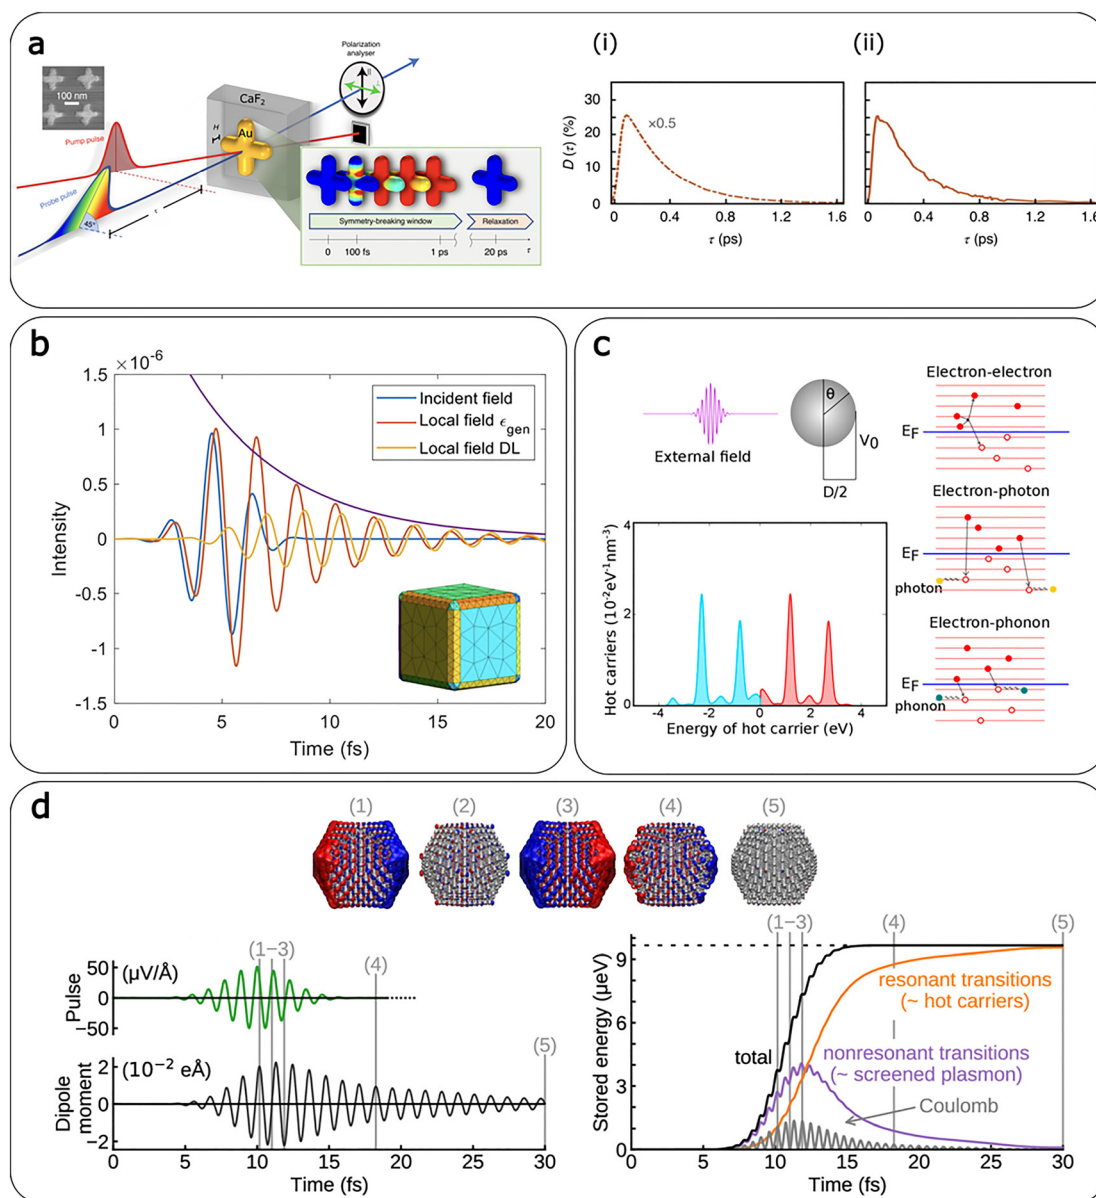 a
100 nm
Pump pulse
Probe pulse
45°
τ
H
CaF2
Au
Polarization
analyser
Symmetry-breaking window
Relaxation
0
100 fs
1 ps
20 ps
τ
(i)
D (τ) (%)
30
20
10
0
×0.5
0
0.4
0.8
1.2
1.6
τ (ps)
(ii)
0
0.4
0.8
1.2
1.6
τ (ps)
b
×10-6
1.5
1
0.5
0
-0.5
-1
-1.5
Intensity
Incident field
Local field ϵgen
Local field DL
0
5
10
15
20
Time (fs)
c
External field
θ
V0
D/2
Hot carriers (10-2eV-1nm-3)
4
2
0
-4
-2
0
2
4
Energy of hot carrier (eV)
Electron-electron
EF
Electron-photon
EF
photon
Electron-phonon
EF
phonon
d
(1)
(2)
(3)
(4)
(5)
Pulse
50
0
−50
(μV/Å)
(1−3)
(4)
Dipole
moment
2
0
−2
(10-2 eÅ)
(5)
0
5
10
15
20
25
30
Time (fs)
Stored energy (μeV)
9
6
3
0
(1−3)
(4)
(5)
total
resonant transitions
(~ hot carriers)
nonresonant transitions
(~ screened plasmon)
Coulomb
0
5
10
15
20
25
30
Time (fs)